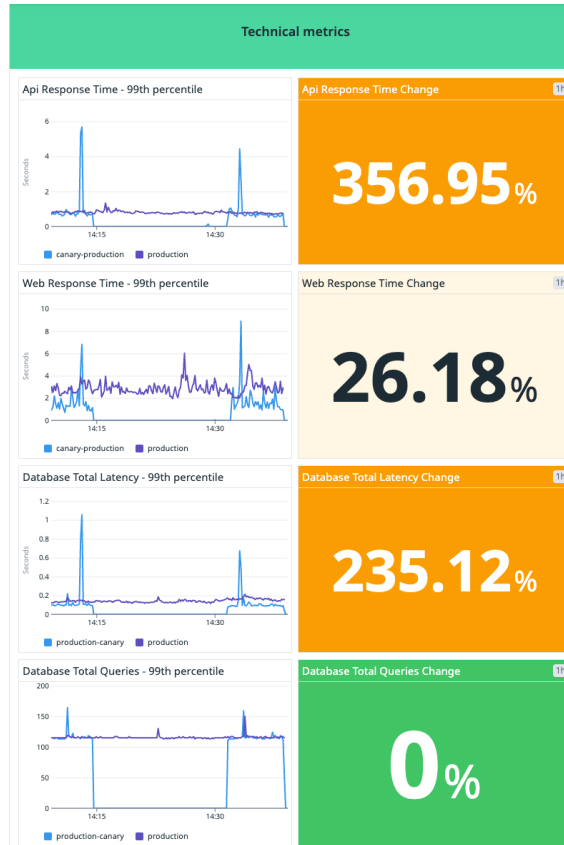 Technical metrics
Api Response Time - 99th percentile
Seconds
6
4
2
0
14:15
14:30
canary-production
production
Api Response Time Change
1h
356.95%
Web Response Time - 99th percentile
Seconds
10
8
6
4
2
0
14:15
14:30
canary-production
production
Web Response Time Change
1h
26.18%
Database Total Latency - 99th percentile
Seconds
1.2
1
0.8
0.6
0.4
0.2
0
14:15
14:30
production-canary
production
Database Total Latency Change
1h
235.12%
Database Total Queries - 99th percentile
200
150
100
50
0
14:15
14:30
production-canary
production
Database Total Queries Change
1h
0%